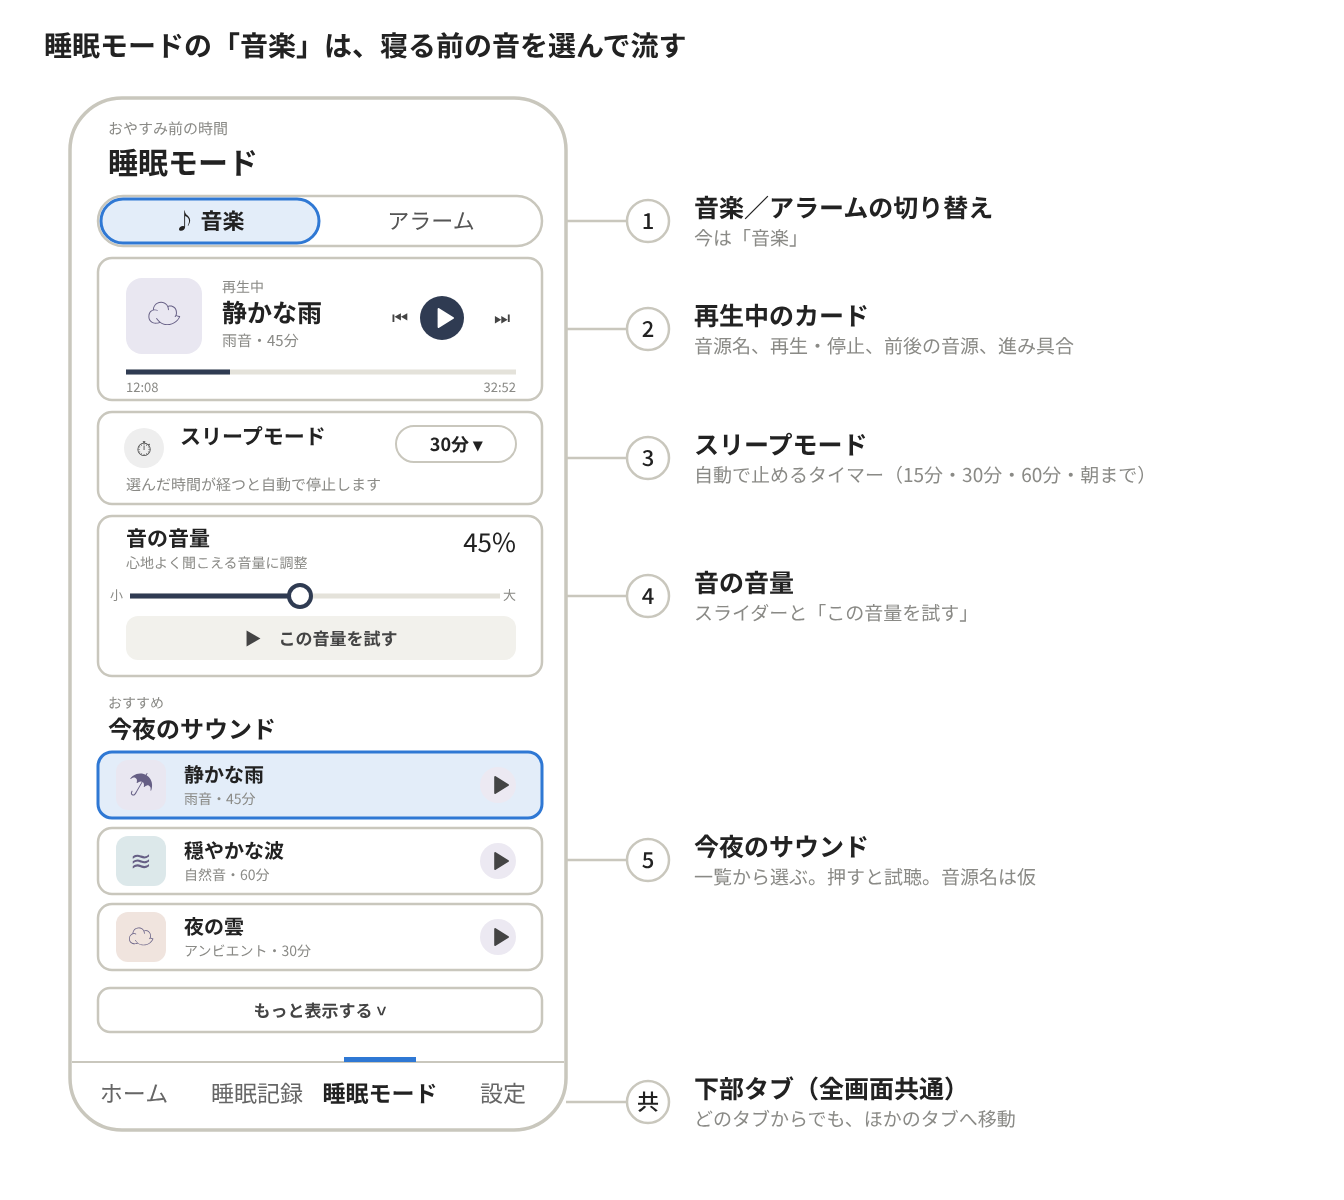 睡眠モードの「音楽」は、寝る前の音を選んで流す
おやすみ前の時間
睡眠モード
♪ 音楽
アラーム
1
音楽／アラームの切り替え
今は「音楽」
再生中
静かな雨
雨音・45分
12:08
32:52
2
再生中のカード
音源名、再生・停止、前後の音源、進み具合
スリープモード
30分 ▾
選んだ時間が経つと自動で停止します
3
スリープモード
自動で止めるタイマー（15分・30分・60分・朝まで）
音の音量
45%
心地よく聞こえる音量に調整
小
大
▶ この音量を試す
4
音の音量
スライダーと「この音量を試す」
おすすめ
今夜のサウンド
静かな雨
雨音・45分
穏やかな波
自然音・60分
夜の雲
アンビエント・30分
もっと表示する ˅
5
今夜のサウンド
一覧から選ぶ。押すと試聴。音源名は仮
ホーム
睡眠記録
睡眠モード
設定
共
下部タブ（全画面共通）
どのタブからでも、ほかのタブへ移動